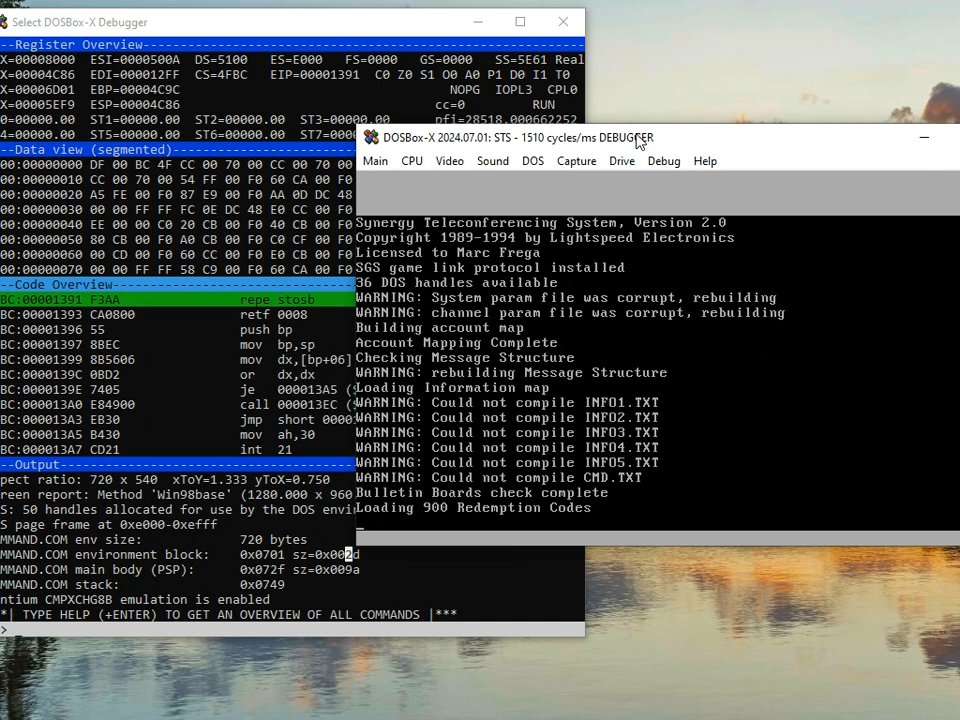 Select DOSBox-X Debugger
--Register Overview--
X=00008000 ESI=0000500A DS=5100 ES=E000 FS=0000 GS=0000 SS=5E61 Real
X=00004C86 EDI=000012FF CS=4FBC EIP=00001391 C0 Z0 S1 O0 A0 P1 D0 I1 T0
X=00006D01 EBP=00004C9C NOPG IOPL3 CPL0
X=00005EF9 ESP=00004C86 cc=0 RUN
0=00000.00 ST1=00000.00 ST2=00000.00 ST3=00000.00 pfi=28518.000662252
4=00000.00 ST5=00000.00 ST6=00000.00 ST7=
--Data view (segmented)--
00:00000000 DF 00 BC 4F CC 00 70 00 CC 00 70 00
00:00000010 CC 00 70 00 54 FF 00 F0 60 CA 00 F0
00:00000020 A5 FE 00 F0 87 E9 00 F0 AA 0D DC 48
00:00000030 00 00 FF FF FC 0E DC 48 E0 CC 00 F0
00:00000040 EE 00 00 C0 20 CB 00 F0 40 CB 00 F0
00:00000050 80 CB 00 F0 A0 CB 00 F0 C0 CF 00 F0
00:00000060 00 CD 00 F0 60 CC 00 F0 E0 CB 00 F0
00:00000070 00 00 FF FF 58 C9 00 F0 60 CA 00 F0
--Code Overview--
BC:00001391 F3AA repe stosb
BC:00001393 CA0800 retf 0008
BC:00001396 55 push bp
BC:00001397 8BEC mov bp,sp
BC:00001399 8B5606 mov dx,[bp+06]
BC:0000139C 0BD2 or dx,dx
BC:0000139E 7405 je 000013A5 ($
BC:000013A0 E84900 call 000013EC ($
BC:000013A3 EB30 jmp short 0000
BC:000013A5 B430 mov ah,30
BC:000013A7 CD21 int 21
--Output--
pect ratio: 720 x 540 xToY=1.333 yToX=0.750
reen report: Method 'Win98base' (1280.000 x 960
S: 50 handles allocated for use by the DOS envi
S page frame at 0xe000-0xefff
MMAND.COM env size: 720 bytes
MMAND.COM environment block: 0x0701 sz=0x002d
MMAND.COM main body (PSP): 0x072f sz=0x009a
MMAND.COM stack: 0x0749
ntium CMPXCHG8B emulation is enabled
*| TYPE HELP (+ENTER) TO GET AN OVERVIEW OF ALL COMMANDS |***
>
DOSBox-X 2024.07.01: STS - 1510 cycles/ms DEBUGGER
Main CPU Video Sound DOS Capture Drive Debug Help
Synergy Teleconferencing System, Version 2.0
Copyright 1989-1994 by Lightspeed Electronics
Licensed to Marc Frega
SGS game link protocol installed
36 DOS handles available
WARNING: System param file was corrupt, rebuilding
WARNING: channel param file was corrupt, rebuilding
Building account map
Account Mapping Complete
Checking Message Structure
WARNING: rebuilding Message Structure
Loading Information map
WARNING: Could not compile INFO1.TXT
WARNING: Could not compile INFO2.TXT
WARNING: Could not compile INFO3.TXT
WARNING: Could not compile INFO4.TXT
WARNING: Could not compile INFO5.TXT
WARNING: Could not compile CMD.TXT
Bulletin Boards check complete
Loading 900 Redemption Codes